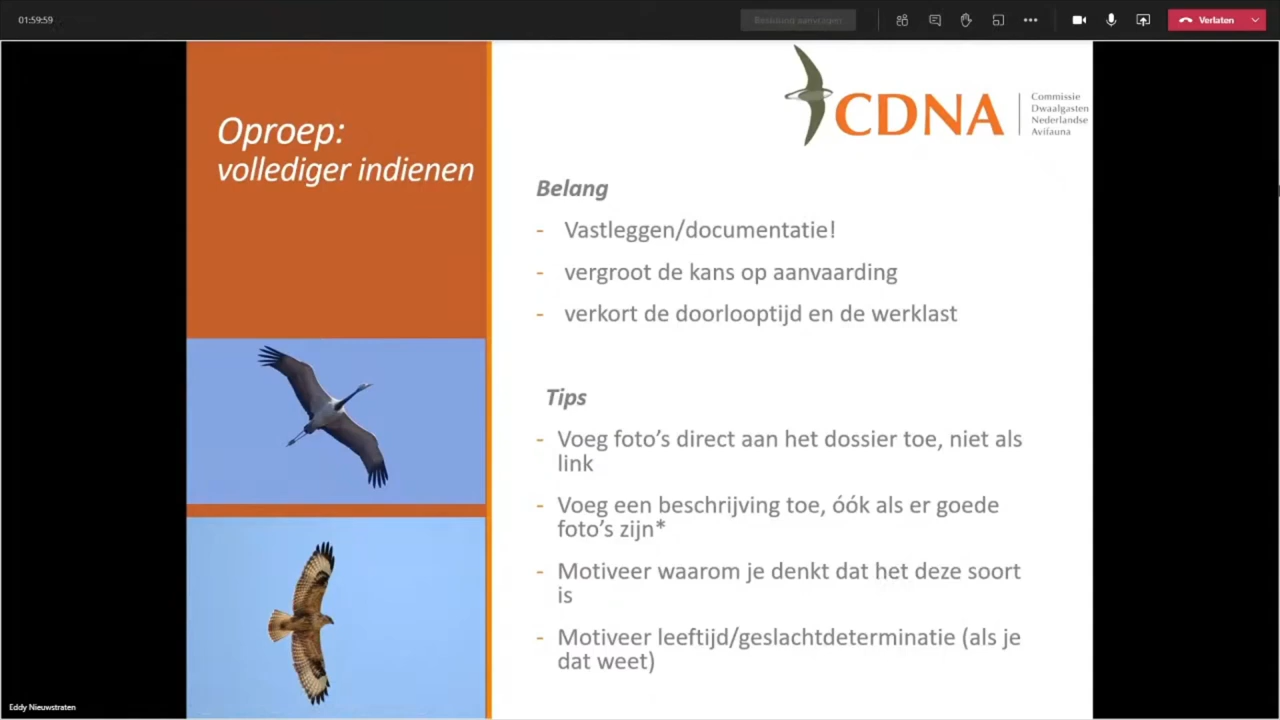 01:59:59
Besturing aanvragen
Verlaten
Oproep:
vollediger indienen
CDNA
Commissie
Dwaalgasten
Nederlandse
Avifauna
Belang
- Vastleggen/documentatie!
- vergroot de kans op aanvaarding
- verkort de doorlooptijd en de werklast
Tips
- Voeg foto's direct aan het dossier toe, niet als
link
- Voeg een beschrijving toe, óók als er goede
foto's zijn*
- Motiveer waarom je denkt dat het deze soort
is
- Motiveer leeftijd/geslachtdeterminatie (als je
dat weet)
Eddy Nieuwstraten